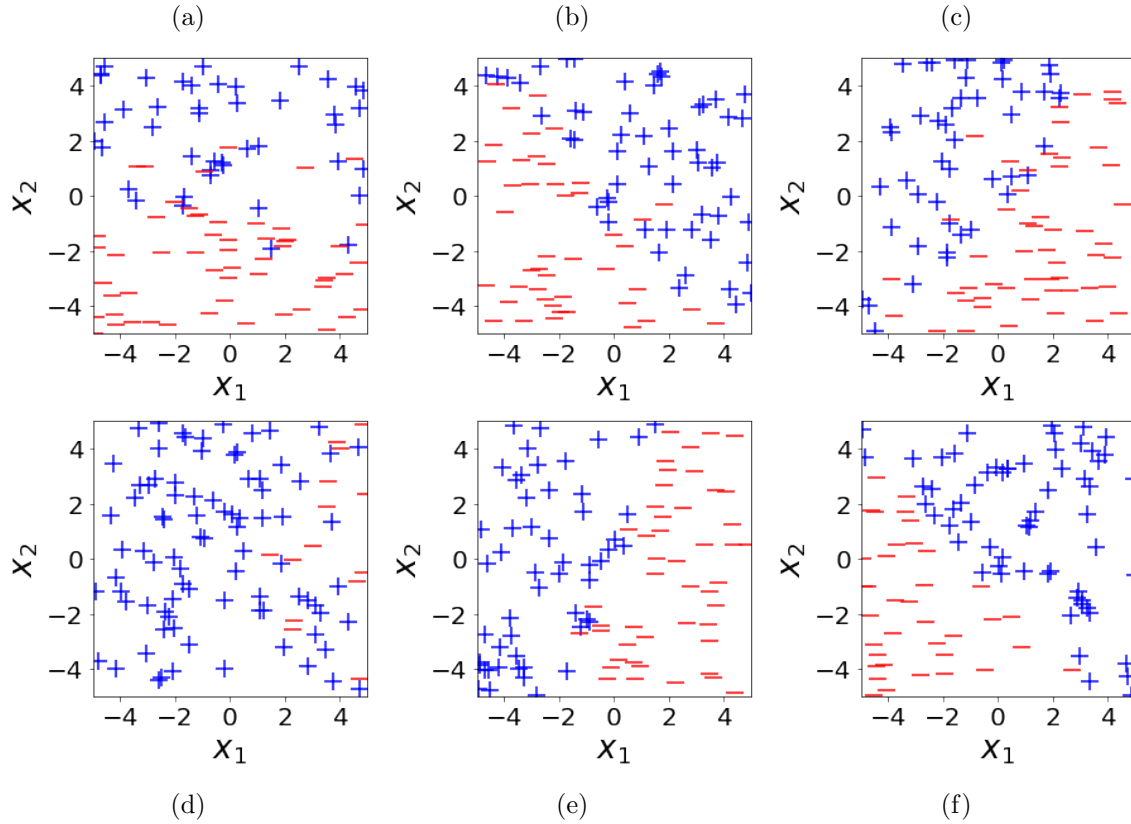 (a) (b) (c)
4 4 4
2 2 2
0 0 0
−2 −2 −2
−4 −4 −4
x₂ x₂ x₂
−4 −2 0 2 4 −4 −2 0 2 4 −4 −2 0 2 4
x₁ x₁ x₁
4 4 4
2 2 2
0 0 0
−2 −2 −2
−4 −4 −4
x₂ x₂ x₂
−4 −2 0 2 4 −4 −2 0 2 4 −4 −2 0 2 4
x₁ x₁ x₁
(d) (e) (f)